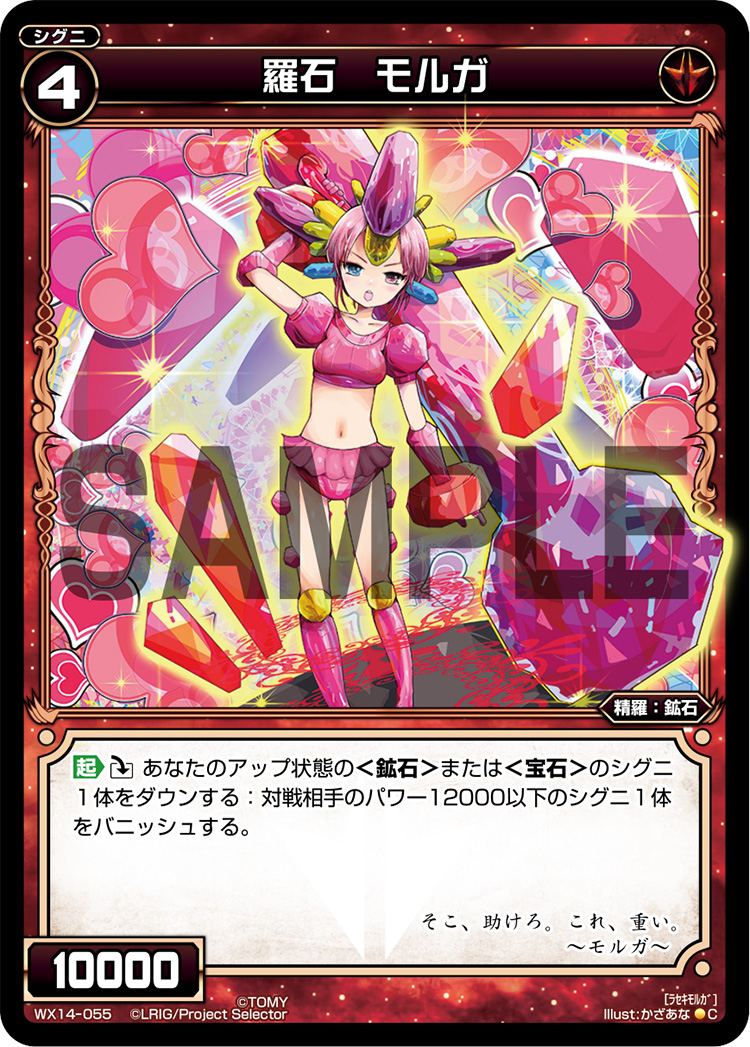 シグニ
4
羅石　モルガ
SAMPLE
精羅：鉱石
起 あなたのアップ状態の＜鉱石＞または＜宝石＞のシグニ
１体をダウンする：対戦相手のパワー12000以下のシグニ１体
をバニッシュする。
そこ、助けろ。これ、重い。
～モルガ～
10000
WX14-055 ©LRIG/Project Selector
©TOMY
[ﾗｾｷﾓﾙｶﾞ]
Illust:かざあな C